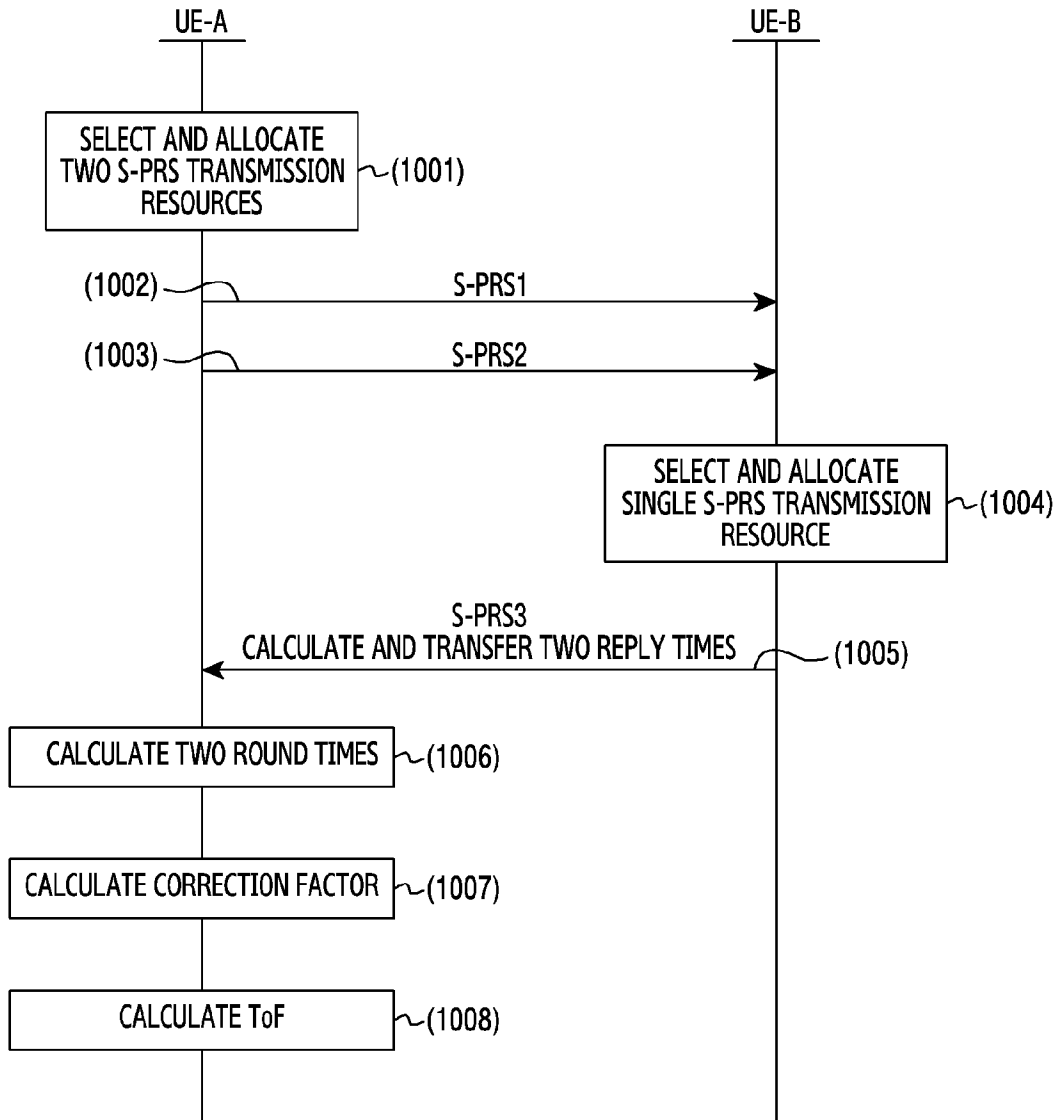 UE-A
UE-B
SELECT AND ALLOCATE
TWO S-PRS TRANSMISSION
RESOURCES
(1001)
(1002)
S-PRS1
(1003)
S-PRS2
SELECT AND ALLOCATE
SINGLE S-PRS TRANSMISSION
RESOURCE
(1004)
S-PRS3
CALCULATE AND TRANSFER TWO REPLY TIMES
(1005)
CALCULATE TWO ROUND TIMES
(1006)
CALCULATE CORRECTION FACTOR
(1007)
CALCULATE ToF
(1008)